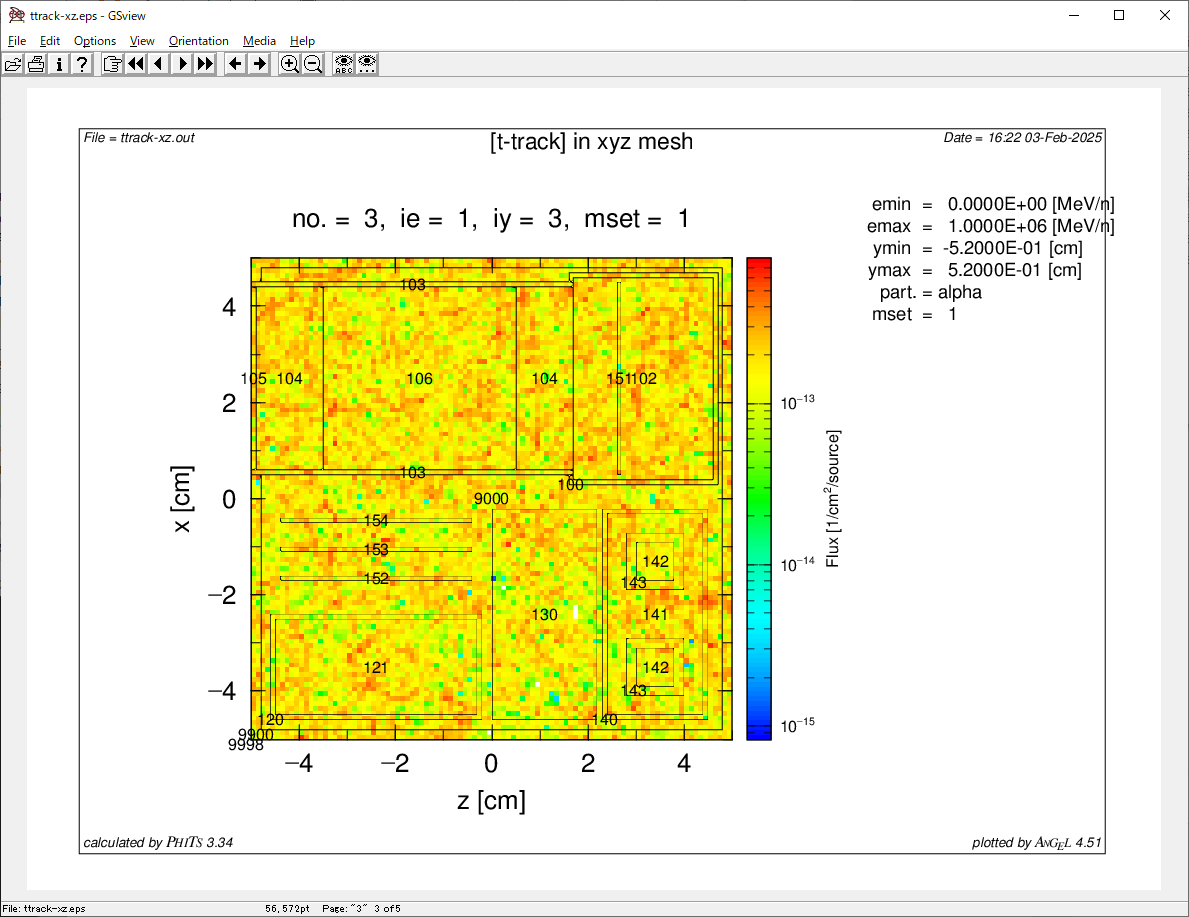 ttrack-xz.eps - GSview
File Edit Options View Orientation Media Help
i ? ABC
File = ttrack-xz.out
[t-track] in xyz mesh
Date = 16:22 03-Feb-2025
no. = 3, ie = 1, iy = 3, mset = 1
emin = 0.0000E+00 [MeV/n]
emax = 1.0000E+06 [MeV/n]
ymin = -5.2000E-01 [cm]
ymax = 5.2000E-01 [cm]
part. = alpha
mset = 1
103
4
105 104 106 104 151 102
2
10⁻¹³
103
100
0
9000
x [cm]
Flux [1/cm²/source]
154
153
152
142
143
10⁻¹⁴
−2
130 141
121 142
143
−4
120 140
10⁻¹⁵
9900
9998
−4 −2 0 2 4
z [cm]
calculated by PHITS 3.34
plotted by ANGEL 4.51
File: ttrack-xz.eps 56,572pt Page: "3" 3 of5